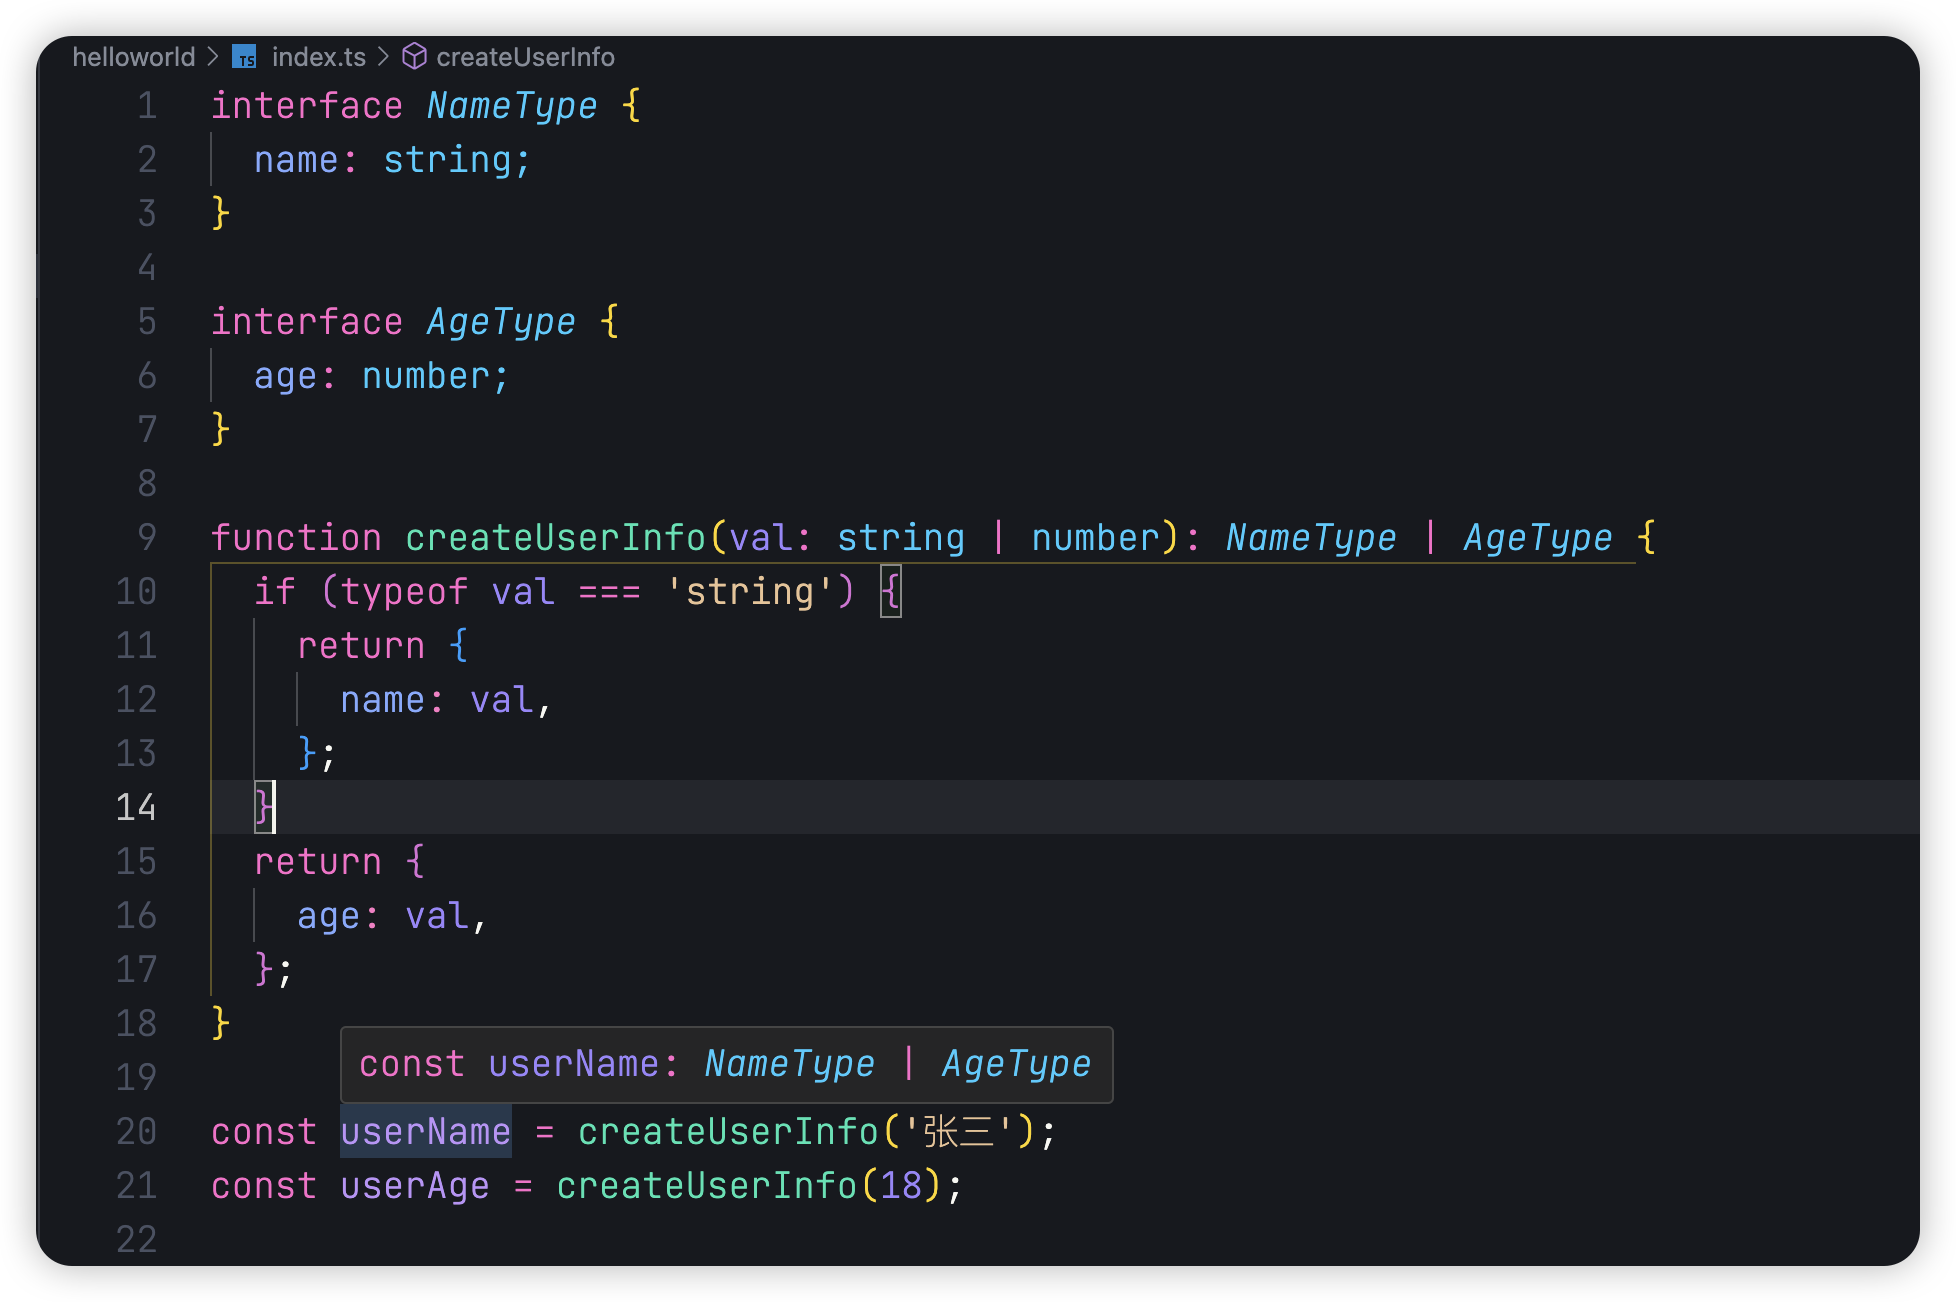 helloworld > TS index.ts > createUserInfo
1 interface NameType {
2 name: string;
3 }
4
5 interface AgeType {
6 age: number;
7 }
8
9 function createUserInfo(val: string | number): NameType | AgeType {
10 if (typeof val === 'string') {
11 return {
12 name: val,
13 };
14 }
15 return {
16 age: val,
17 };
18 }
const userName: NameType | AgeType
19
20 const userName = createUserInfo('张三');
21 const userAge = createUserInfo(18);
22